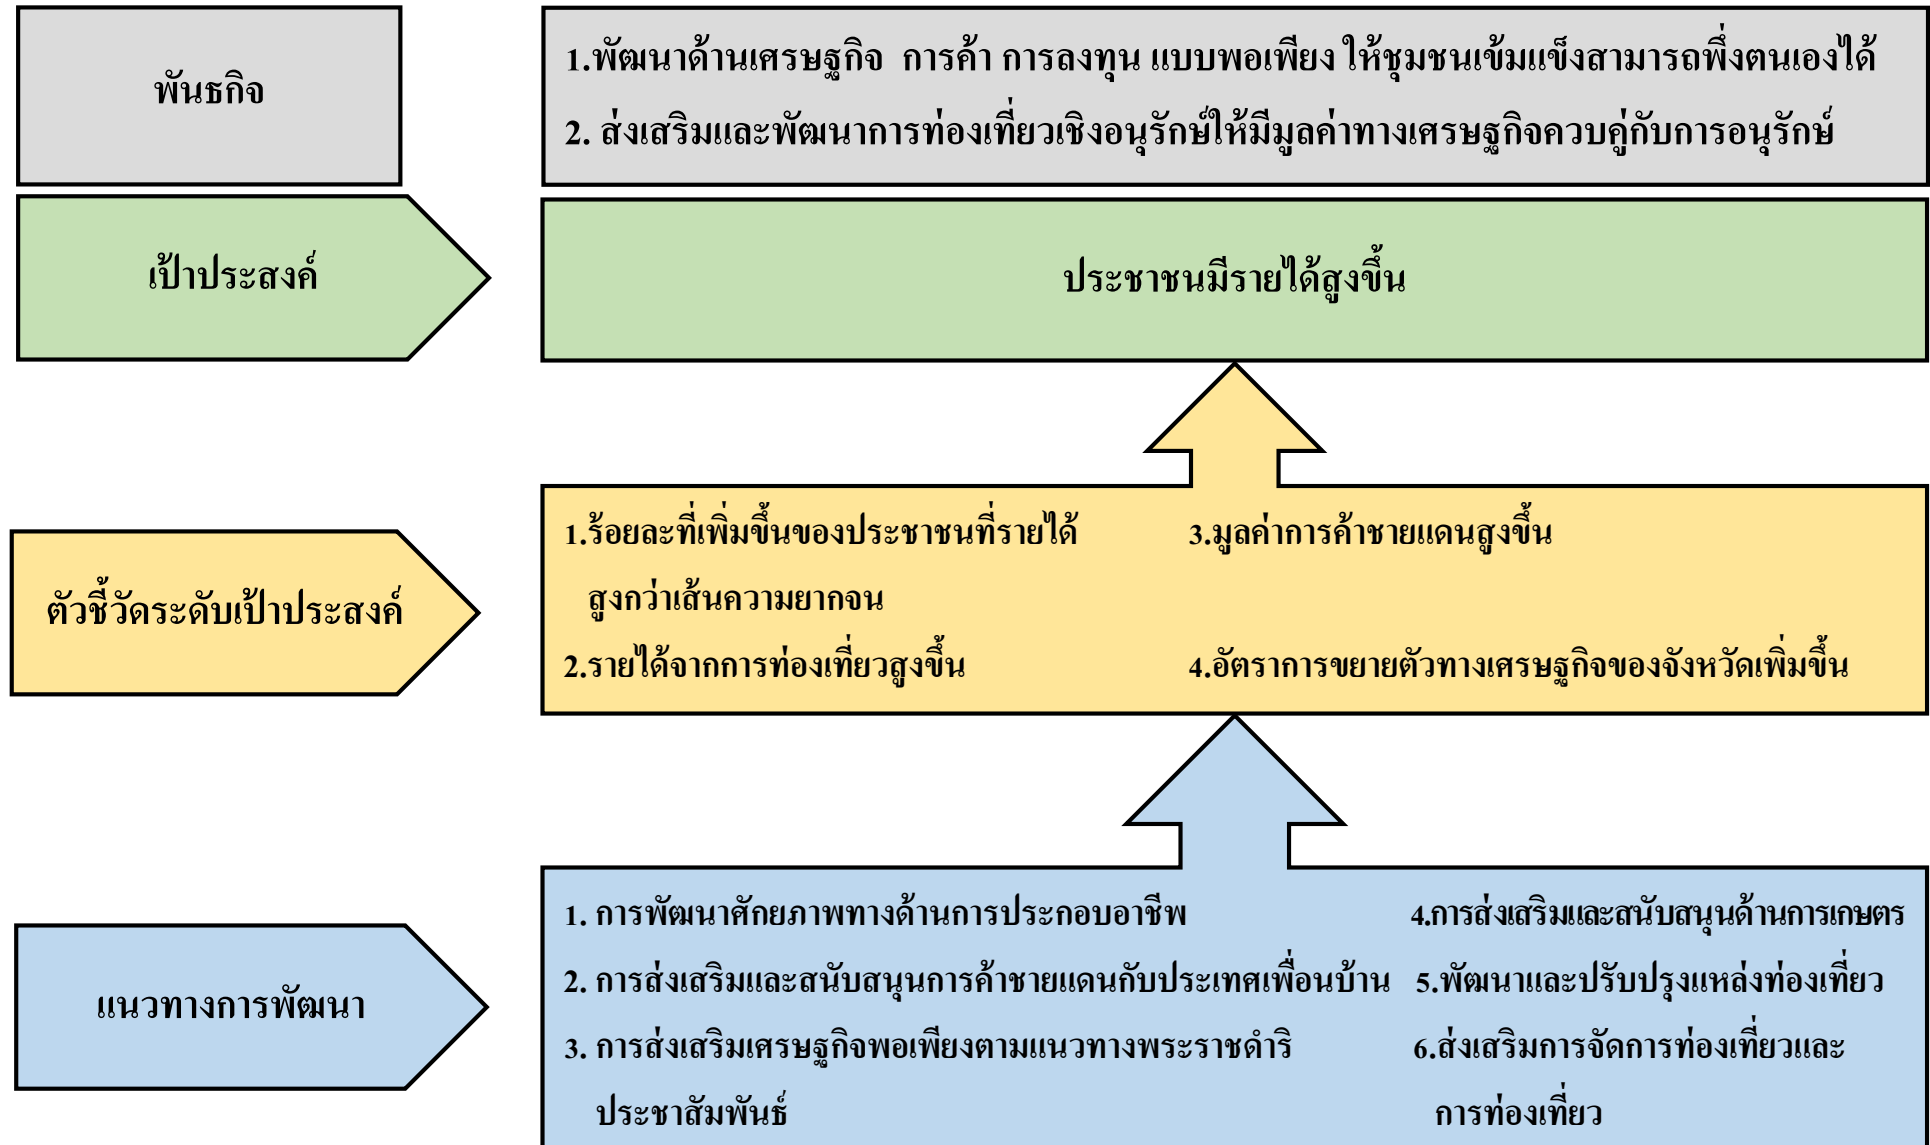 พันธกิจ
1.พัฒนาด้านเศรษฐกิจ การค้า การลงทุน แบบพอเพียง ให้ชุมชนเข้มแข็งสามารถพึ่งตนเองได้
2. ส่งเสริมและพัฒนาการท่องเที่ยวเชิงอนุรักษ์ให้มีมูลค่าทางเศรษฐกิจควบคู่กับการอนุรักษ์
เป้าประสงค์
ประชาชนมีรายได้สูงขึ้น
ตัวชี้วัดระดับเป้าประสงค์
1.ร้อยละที่เพิ่มขึ้นของประชาชนที่รายได้
สูงกว่าเส้นความยากจน
2.รายได้จากการท่องเที่ยวสูงขึ้น
3.มูลค่าการค้าชายแดนสูงขึ้น
4.อัตราการขยายตัวทางเศรษฐกิจของจังหวัดเพิ่มขึ้น
แนวทางการพัฒนา
1. การพัฒนาศักยภาพทางด้านการประกอบอาชีพ
2. การส่งเสริมและสนับสนุนการค้าชายแดนกับประเทศเพื่อนบ้าน
3. การส่งเสริมเศรษฐกิจพอเพียงตามแนวทางพระราชดำริ
ประชาสัมพันธ์
4.การส่งเสริมและสนับสนุนด้านการเกษตร
5.พัฒนาและปรับปรุงแหล่งท่องเที่ยว
6.ส่งเสริมการจัดการท่องเที่ยวและ
การท่องเที่ยว